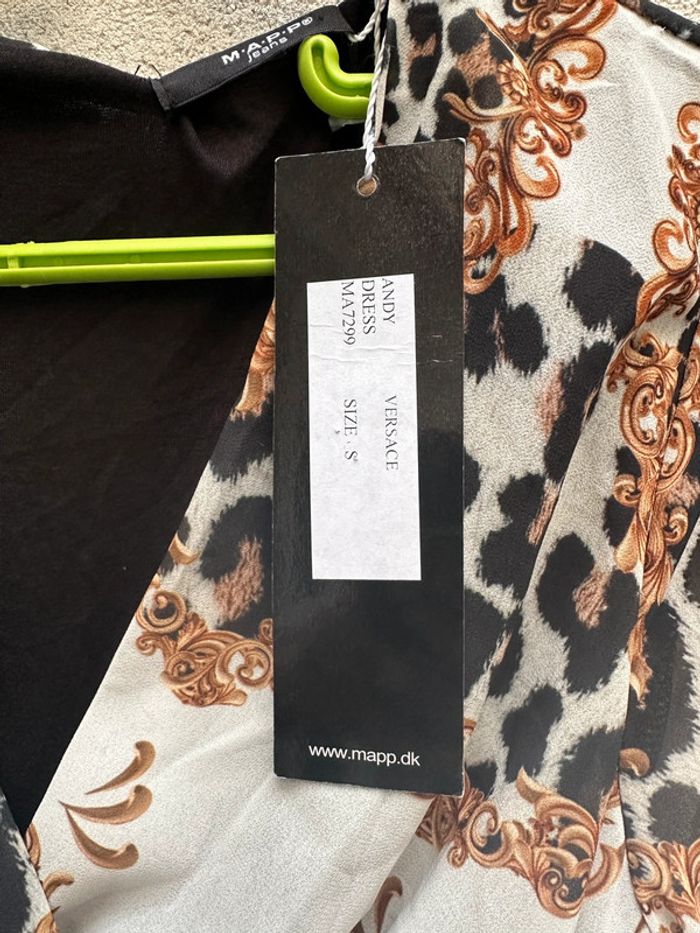 M·A·P·P®
Jeans
ANDY
DRESS
MA7299
VERSACE
SIZE : S
www.mapp.dk